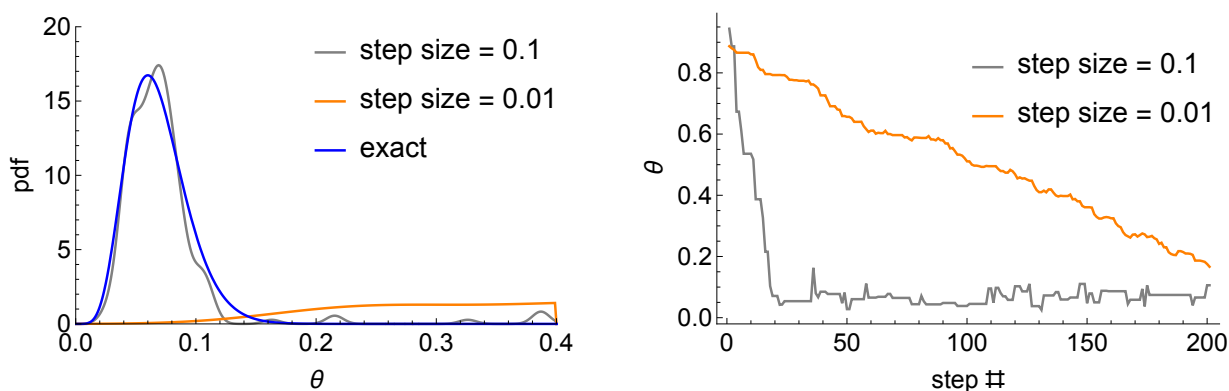 20
15
10
5
0
0.0 0.1 0.2 0.3 0.4
pdf
θ
step size = 0.1
step size = 0.01
exact
0.8
0.6
0.4
0.2
0.0
0 50 100 150 200
θ
step #
step size = 0.1
step size = 0.01